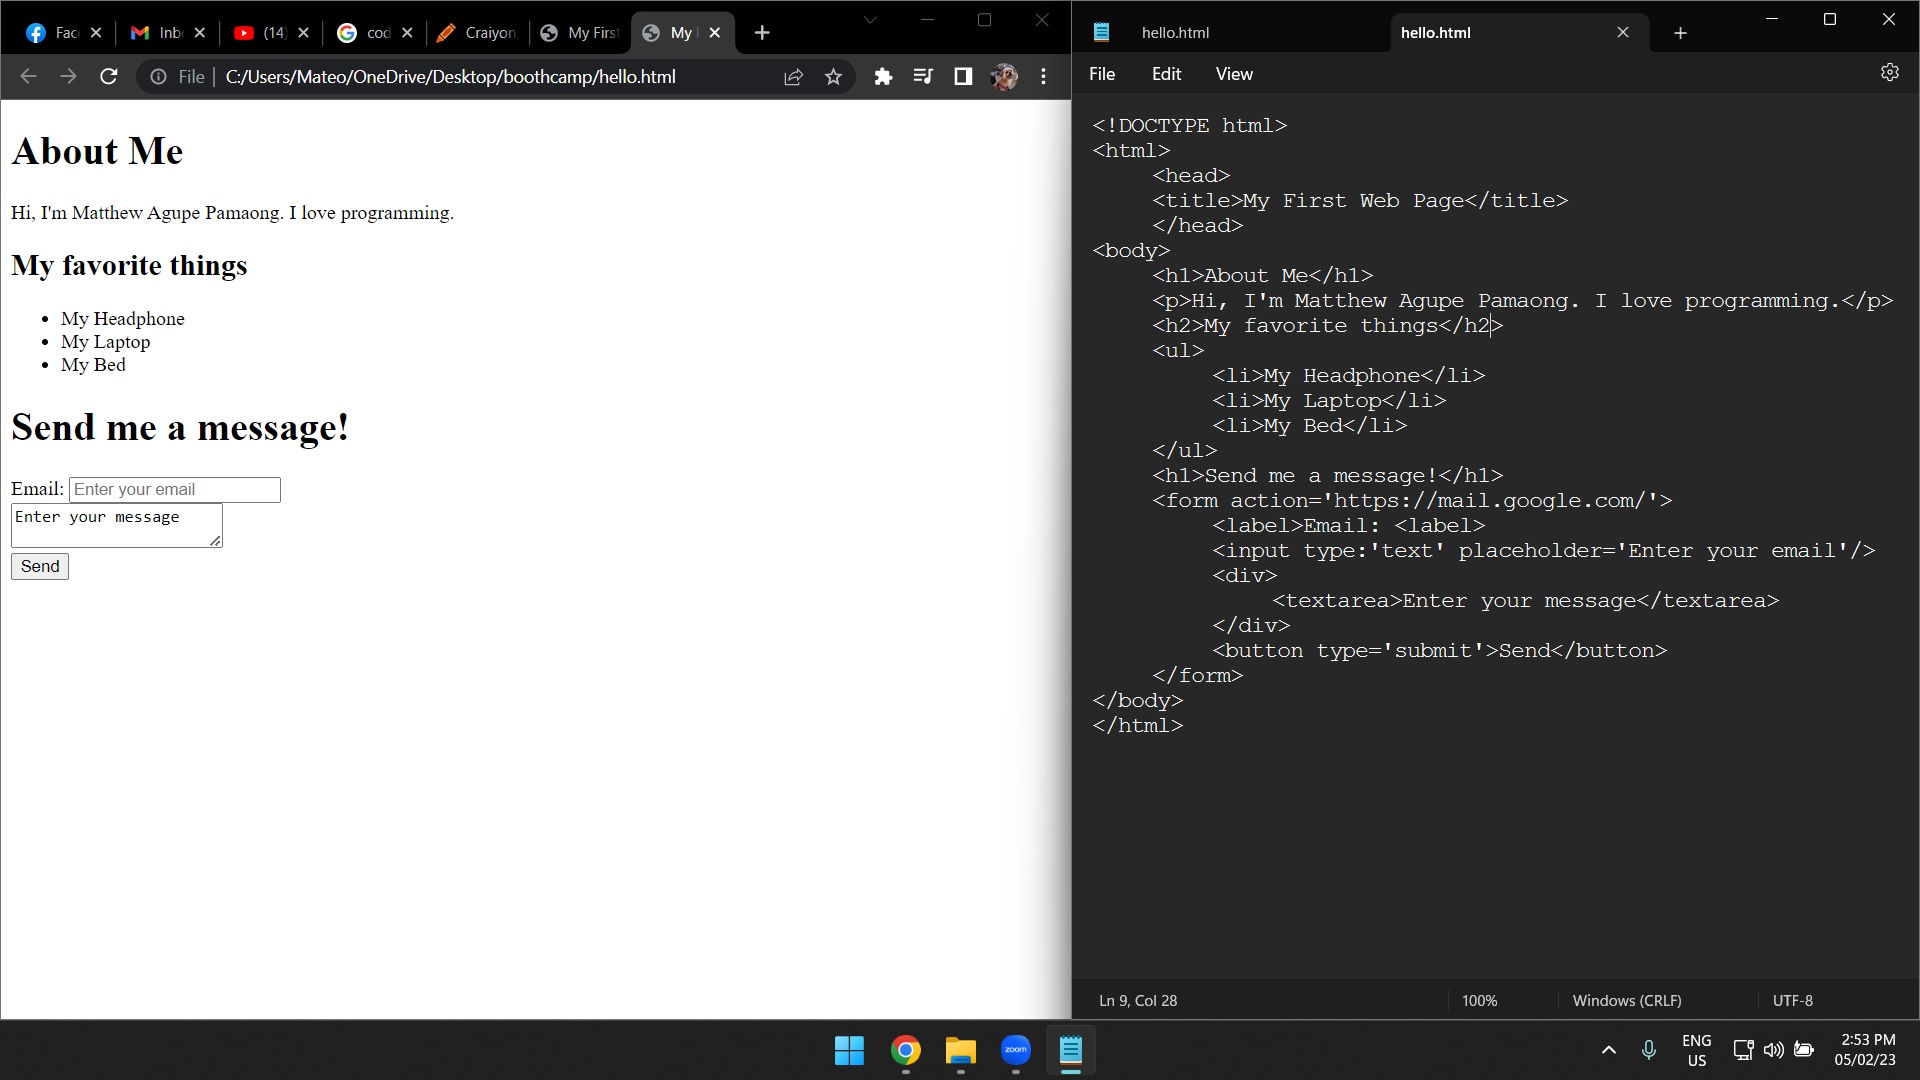 Fac
Inb
(14)
cod
Craiyon
My First
My
File
C:/Users/Mateo/OneDrive/Desktop/boothcamp/hello.html
About Me
Hi, I'm Matthew Agupe Pamaong. I love programming.
My favorite things
• My Headphone
• My Laptop
• My Bed
Send me a message!
Email: Enter your email
Enter your message
Send
hello.html
hello.html
File Edit View
<!DOCTYPE html>
<html>
<head>
<title>My First Web Page</title>
</head>
<body>
<h1>About Me</h1>
<p>Hi, I'm Matthew Agupe Pamaong. I love programming.</p>
<h2>My favorite things</h2>
<ul>
<li>My Headphone</li>
<li>My Laptop</li>
<li>My Bed</li>
</ul>
<h1>Send me a message!</h1>
<form action='https://mail.google.com/'>
<label>Email: <label>
<input type:'text' placeholder='Enter your email'/>
<div>
<textarea>Enter your message</textarea>
</div>
<button type='submit'>Send</button>
</form>
</body>
</html>
Ln 9, Col 28
100%
Windows (CRLF)
UTF-8
zoom
ENG
US
2:53 PM
05/02/23